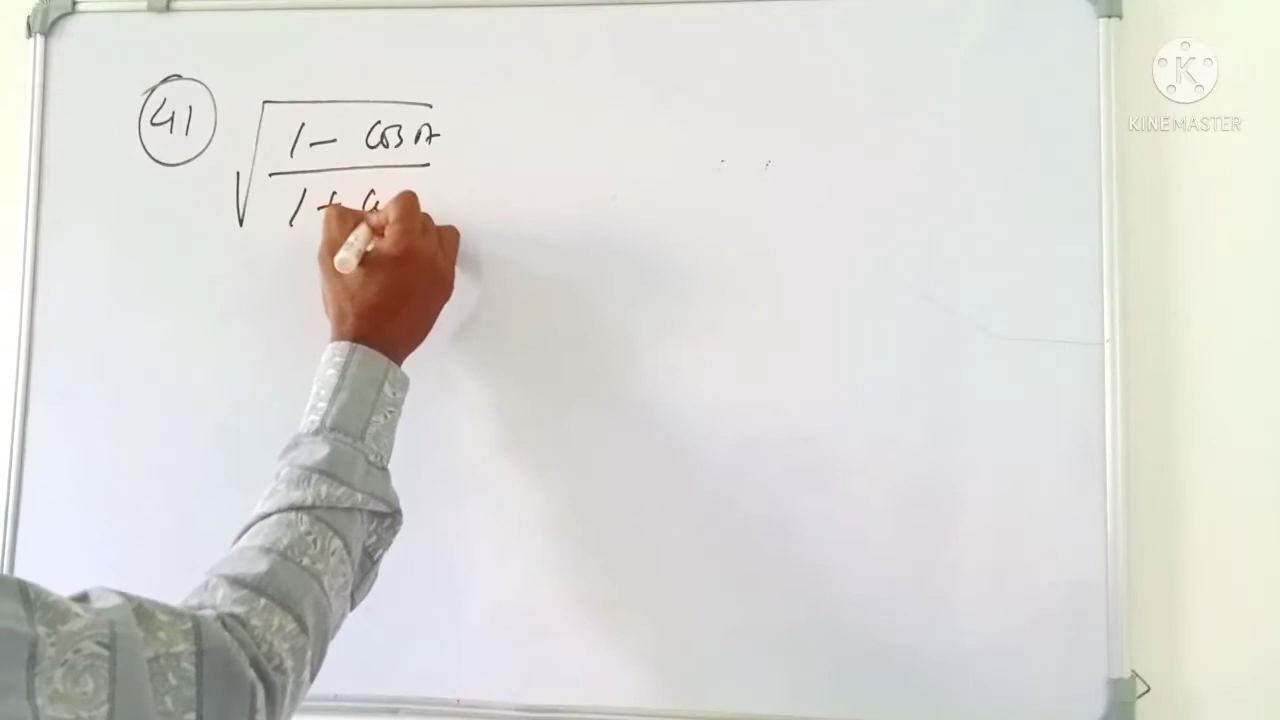 41
√ 1 - cos A
1 +
K
KINEMASTER